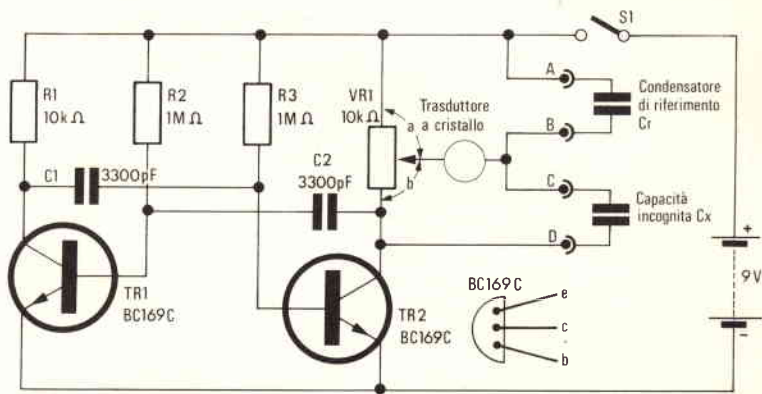 S1
R1
10kΩ
R2
1MΩ
R3
1MΩ
VR1
10kΩ
a
b
Trasduttore
a cristallo
A
B
Condensatore
di riferimento
Cr
C1
3300pF
C2
3300pF
C
D
Capacità
incognita Cx
TR1
BC169C
TR2
BC169C
BC169C
e
c
b
+
9V
-